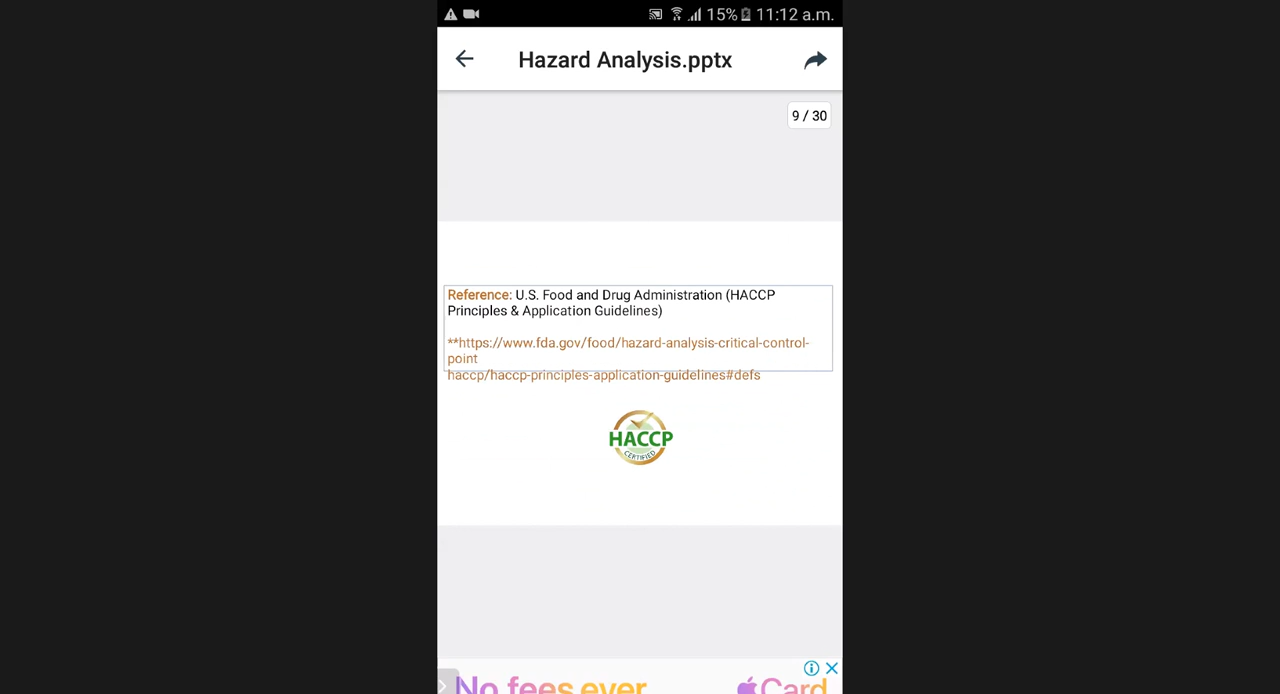 15% 11:12 a.m.
Hazard Analysis.pptx
9 / 30
Reference: U.S. Food and Drug Administration (HACCP
Principles & Application Guidelines)
**https://www.fda.gov/food/hazard-analysis-critical-control-
point
haccp/haccp-principles-application-guidelines#defs
HACCP
CERTIFIED
No fees ever
Card